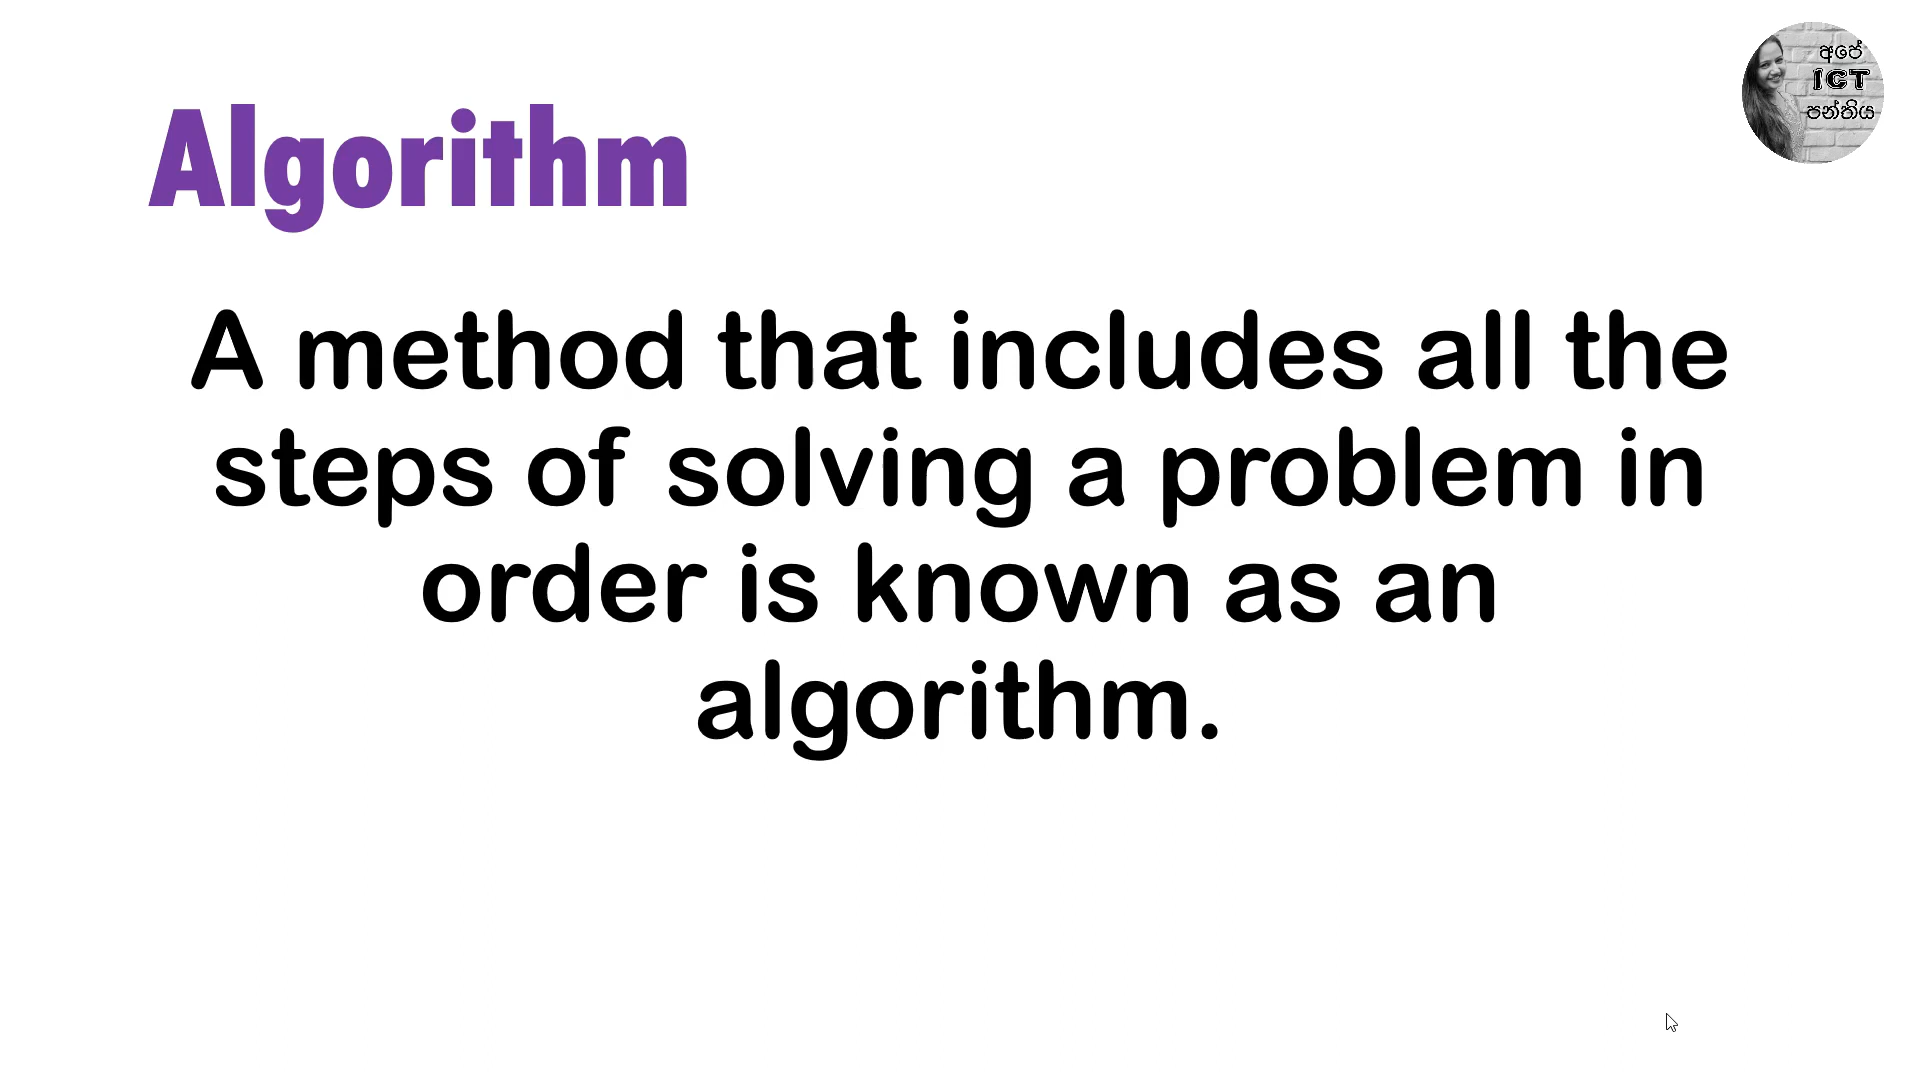 අපේ
ICT
පන්තිය
Algorithm
A method that includes all the
steps of solving a problem in
order is known as an
algorithm.